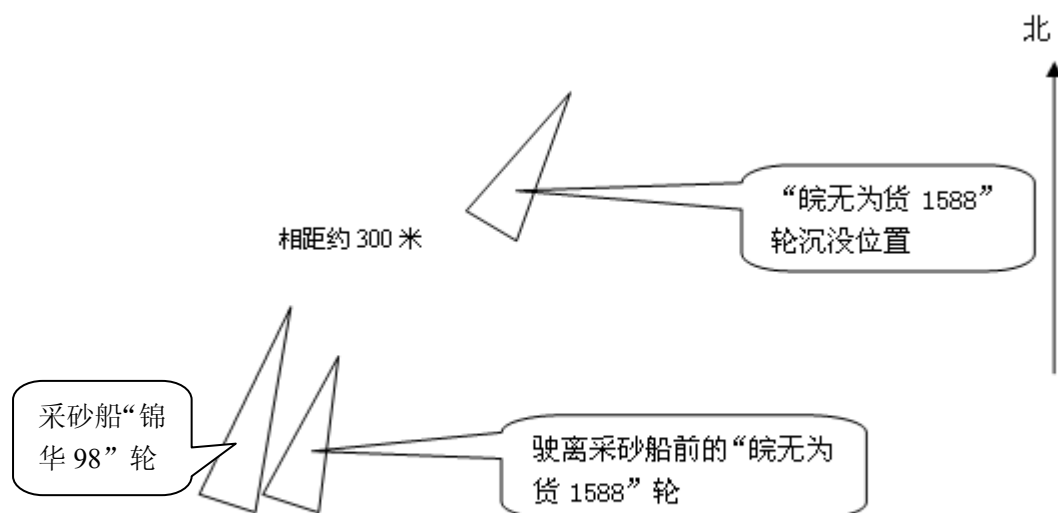 北
“皖无为货 1588”
轮沉没位置
相距约 300 米
采砂船“锦
华 98”轮
驶离采砂船前的“皖无为
货 1588”轮